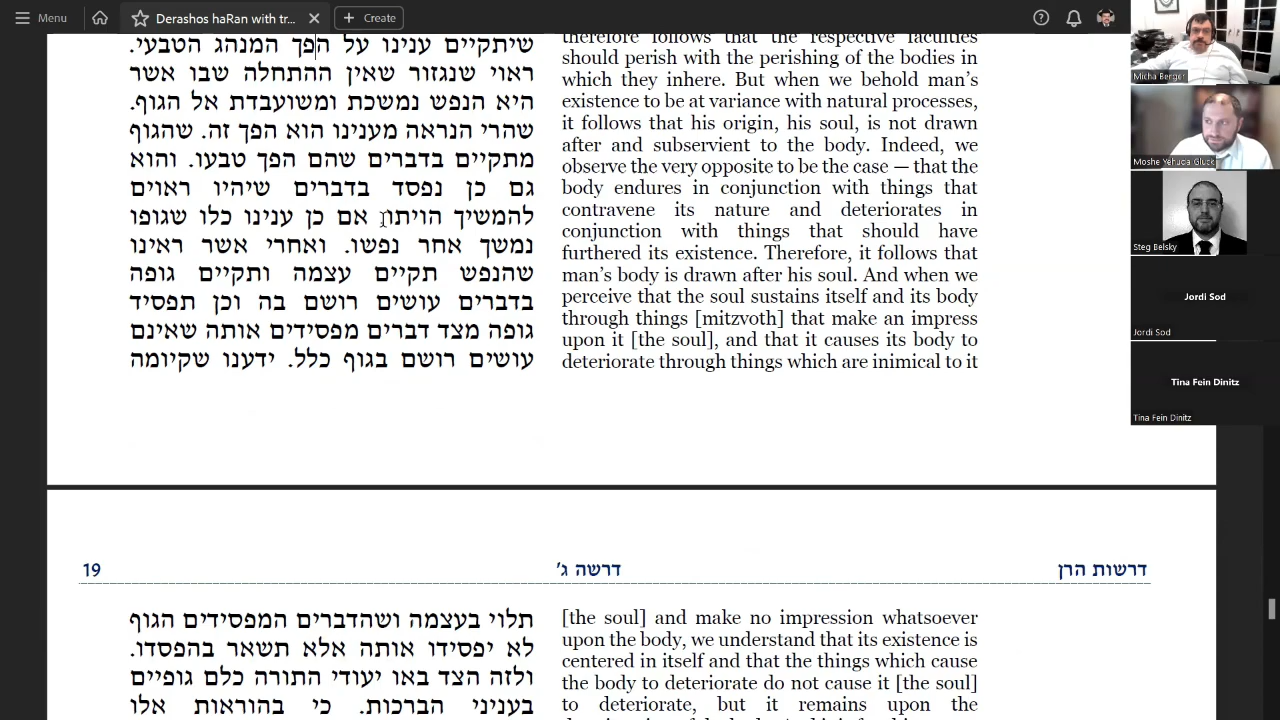 Menu
Derashos haRan with tr...
Create
שיתקיים ענינו על הפך המנהג הטבעי.
ראוי שנגזור שאין ההתחלה שבו אשר
היא הנפש נמשכת ומשועבדת אל הגוף.
שהרי הנראה מענינו הוא הפך זה. שהגוף
מתקיים בדברים שהם הפך טבעו. והוא
גם כן נפסד בדברים שיהיו ראוים
להמשיך הויתו אם כן ענינו כלו שגופו
נמשך אחר נפשו. ואחרי אשר ראינו
שהנפש תקיים עצמה ותקיים גופה
בדברים עושים רושם בה וכן תפסיד
גופה מצד דברים מפסידים אותה שאינם
עושים רושם בגוף כלל. ידענו שקיומה
therefore follows that the respective faculties
should perish with the perishing of the bodies in
which they inhere. But when we behold man's
existence to be at variance with natural processes,
it follows that his origin, his soul, is not drawn
after and subservient to the body. Indeed, we
observe the very opposite to be the case — that the
body endures in conjunction with things that
contravene its nature and deteriorates in
conjunction with things that should have
furthered its existence. Therefore, it follows that
man's body is drawn after his soul. And when we
perceive that the soul sustains itself and its body
through things [mitzvoth] that make an impress
upon it [the soul], and that it causes its body to
deteriorate through things which are inimical to it
19
דרשה ג'
דרשות הרן
תלוי בעצמה ושהדברים המפסידים הגוף
לא יפסידו אותה אלא תשאר בהפסדו.
ולזה הצד באו יעודי התורה כלם גופיים
בעניני הברכות. כי בהוראות אלו
[the soul] and make no impression whatsoever
upon the body, we understand that its existence is
centered in itself and that the things which cause
the body to deteriorate do not cause it [the soul]
to deteriorate, but it remains upon the
Micha Berger
Moshe Yehuda Gluck
Steg Belsky
Jordi Sod
Jordi Sod
Tina Fein Dinitz
Tina Fein Dinitz